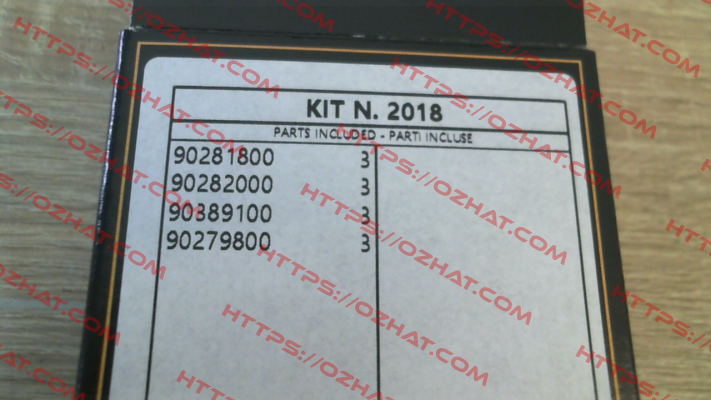 KIT N. 2018
PARTS INCLUDED - PARTI INCLUSE
90281800 3
90282000 3
90389100 3
90279800 3
HTTPS://OZHAT.COM